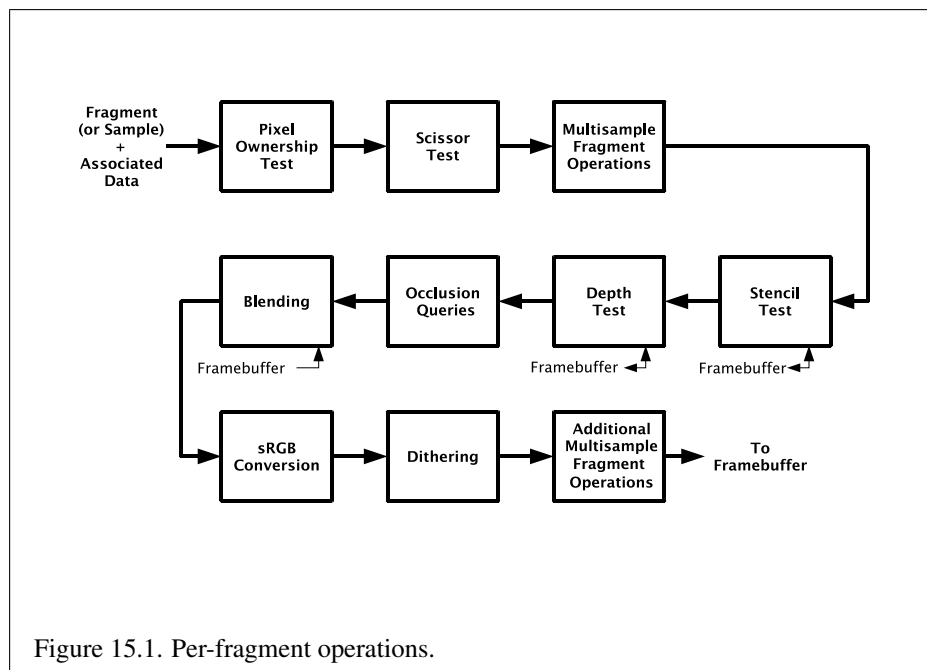 Fragment
(or Sample)
+
Associated
Data
Pixel
Ownership
Test
Scissor
Test
Multisample
Fragment
Operations
Blending
Occlusion
Queries
Depth
Test
Stencil
Test
Framebuffer
Framebuffer
Framebuffer
sRGB
Conversion
Dithering
Additional
Multisample
Fragment
Operations
To
Framebuffer
Figure 15.1. Per-fragment operations.